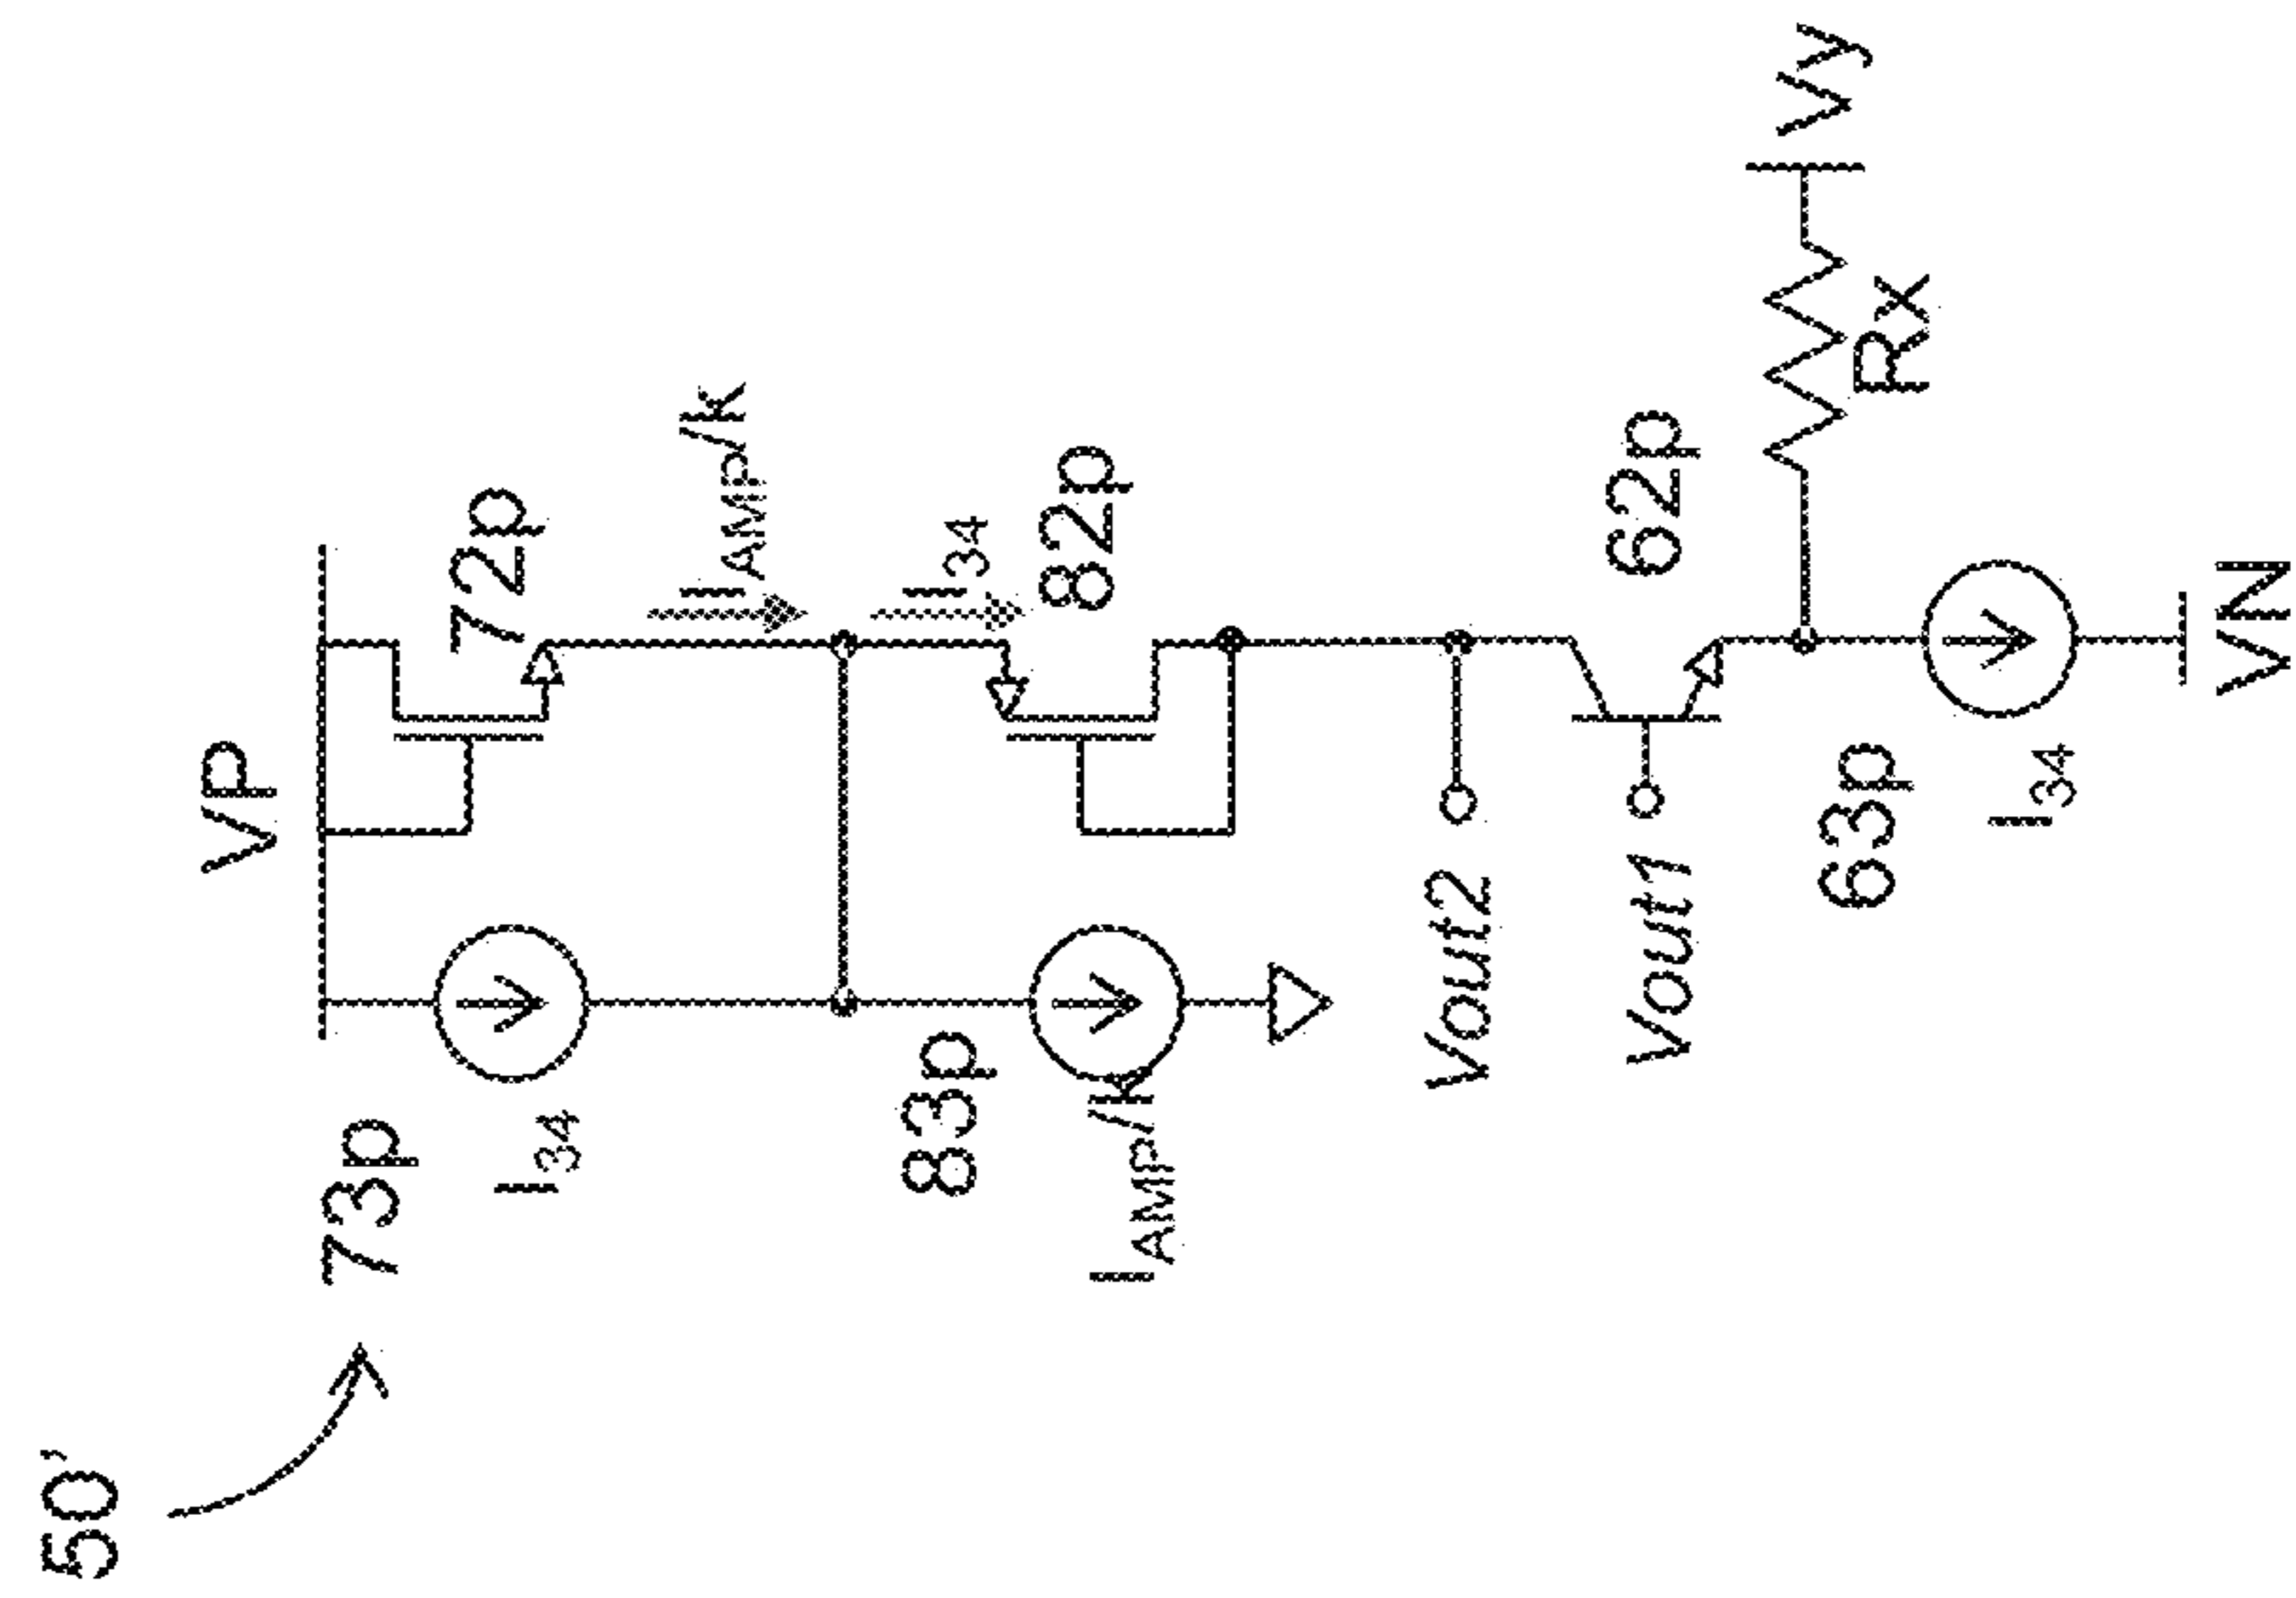 50'
VP
73p
I34
72p
IAMP/k
I34
82p
83p
IAMP/k
Vout2
Vout1
62p
63p
I34
Rx
Vy
VN